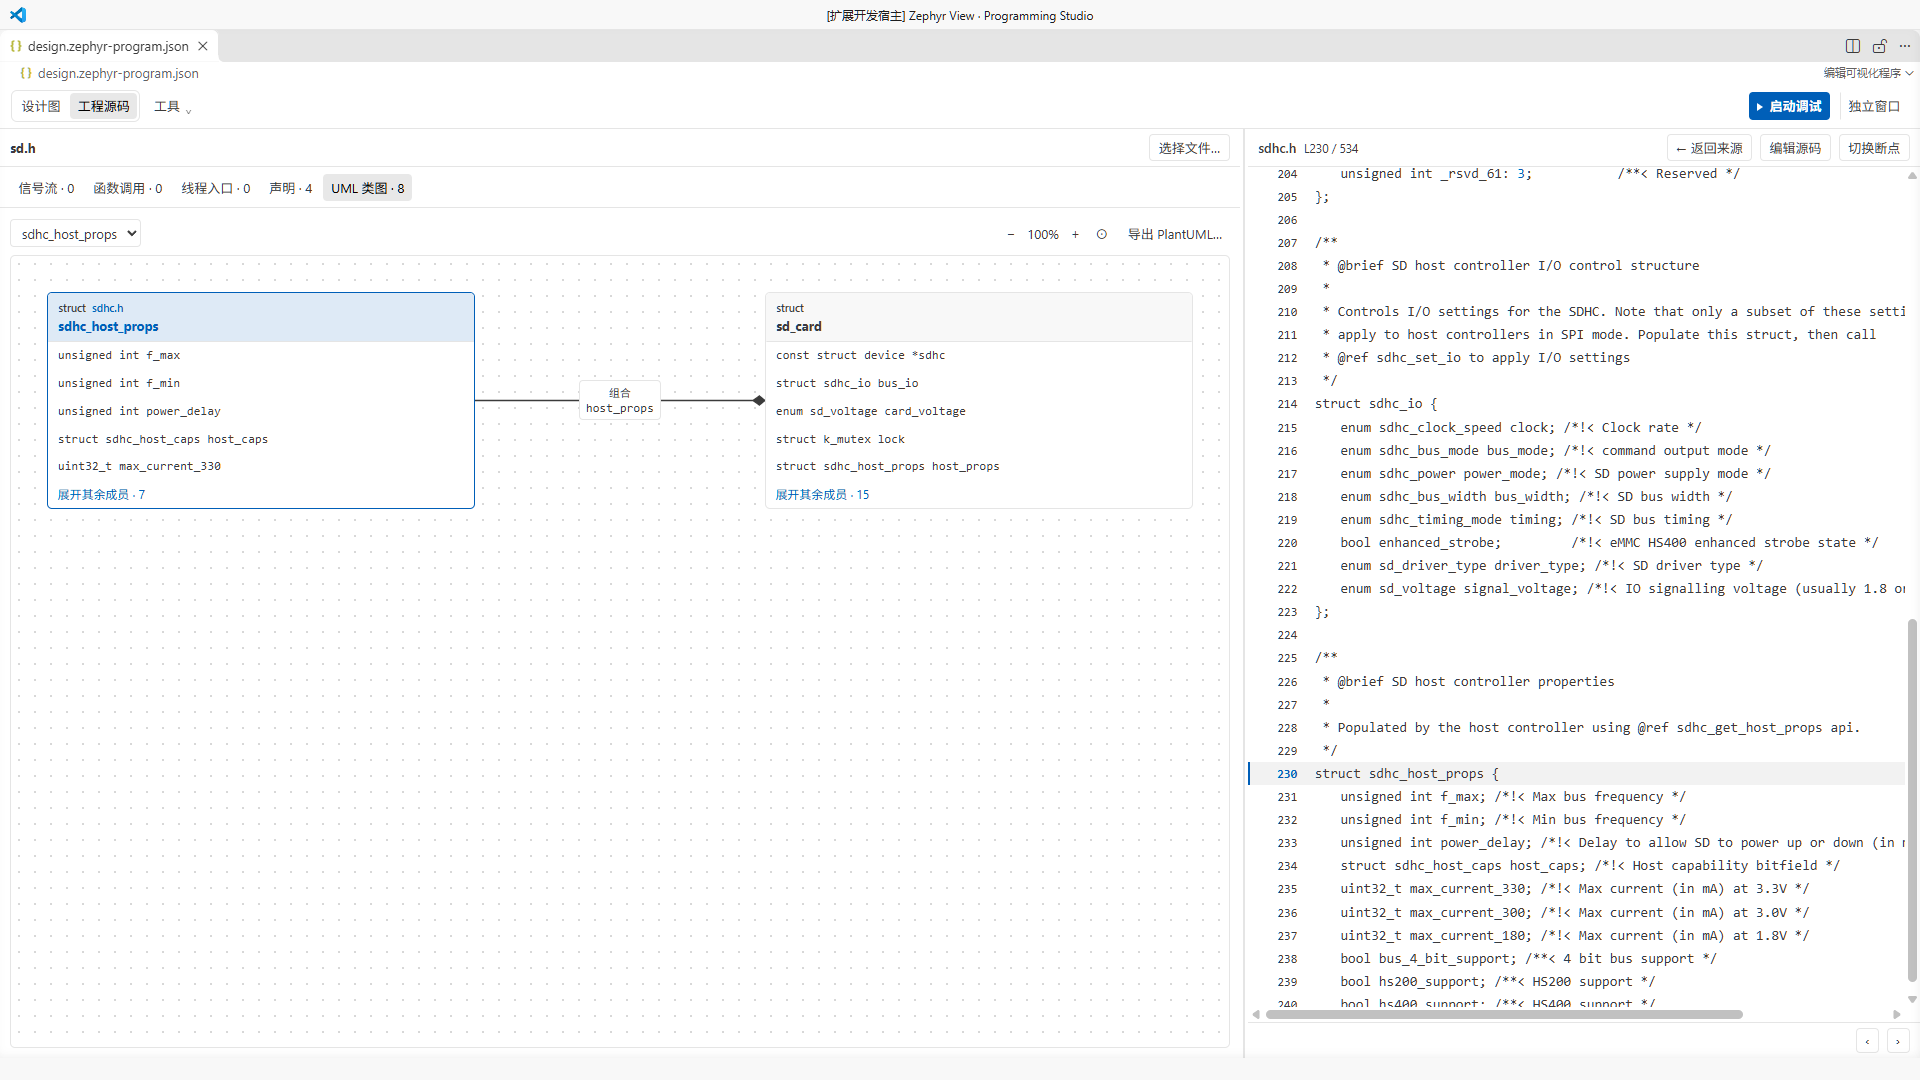 [扩展开发宿主] Zephyr View - Programming Studio
design.zephyr-program.json
design.zephyr-program.json
编辑可视化程序
设计图 工程源码 工具
启动调试 独立窗口
sd.h
选择文件...
信号流 · 0 函数调用 · 0 线程入口 · 0 声明 · 4 UML 类图 · 8
sdhc_host_props
− 100% + 导出 PlantUML...
struct sdhc.h
sdhc_host_props
unsigned int f_max
unsigned int f_min
unsigned int power_delay
struct sdhc_host_caps host_caps
uint32_t max_current_330
展开其余成员 · 7
组合
host_props
struct
sd_card
const struct device *sdhc
struct sdhc_io bus_io
enum sd_voltage card_voltage
struct k_mutex lock
struct sdhc_host_props host_props
展开其余成员 · 15
sdhc.h L230 / 534
← 返回来源 编辑源码 切换断点
204 unsigned int _rsvd_61: 3; /**< Reserved */
205 };
206
207 /**
208 * @brief SD host controller I/O control structure
209 *
210 * Controls I/O settings for the SDHC. Note that only a subset of these setti
211 * apply to host controllers in SPI mode. Populate this struct, then call
212 * @ref sdhc_set_io to apply I/O settings
213 */
214 struct sdhc_io {
215 enum sdhc_clock_speed clock; /*!< Clock rate */
216 enum sdhc_bus_mode bus_mode; /*!< command output mode */
217 enum sdhc_power power_mode; /*!< SD power supply mode */
218 enum sdhc_bus_width bus_width; /*!< SD bus width */
219 enum sdhc_timing_mode timing; /*!< SD bus timing */
220 bool enhanced_strobe; /*!< eMMC HS400 enhanced strobe state */
221 enum sd_driver_type driver_type; /*!< SD driver type */
222 enum sd_voltage signal_voltage; /*!< IO signalling voltage (usually 1.8 or
223 };
224
225 /**
226 * @brief SD host controller properties
227 *
228 * Populated by the host controller using @ref sdhc_get_host_props api.
229 */
230 struct sdhc_host_props {
231 unsigned int f_max; /*!< Max bus frequency */
232 unsigned int f_min; /*!< Min bus frequency */
233 unsigned int power_delay; /*!< Delay to allow SD to power up or down (in
234 struct sdhc_host_caps host_caps; /*!< Host capability bitfield */
235 uint32_t max_current_330; /*!< Max current (in mA) at 3.3V */
236 uint32_t max_current_300; /*!< Max current (in mA) at 3.0V */
237 uint32_t max_current_180; /*!< Max current (in mA) at 1.8V */
238 bool bus_4_bit_support; /**< 4 bit bus support */
239 bool hs200_support; /**< HS200 support */
240 bool hs400_support; /**< HS400 support */